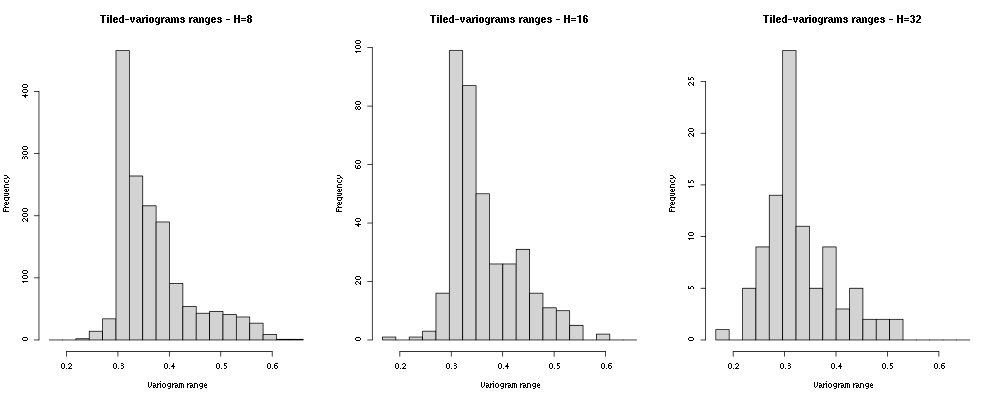 Tiled-variograms ranges - H=8
Frequency
400
300
200
100
0
0.2 0.3 0.4 0.5 0.6
Variogram range
Tiled-variograms ranges - H=16
Frequency
100
80
60
40
20
0
0.2 0.3 0.4 0.5 0.6
Variogram range
Tiled-variograms ranges - H=32
Frequency
25
20
15
10
5
0
0.2 0.3 0.4 0.5 0.6
Variogram range